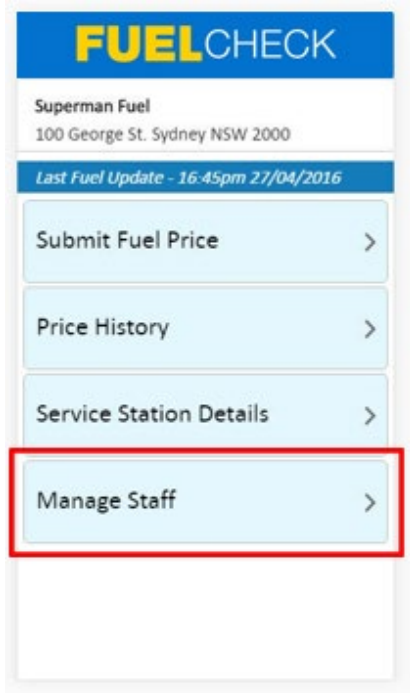 FUELCHECK
Superman Fuel
100 George St. Sydney NSW 2000
Last Fuel Update - 16:45pm 27/04/2016
Submit Fuel Price
Price History
Service Station Details
Manage Staff